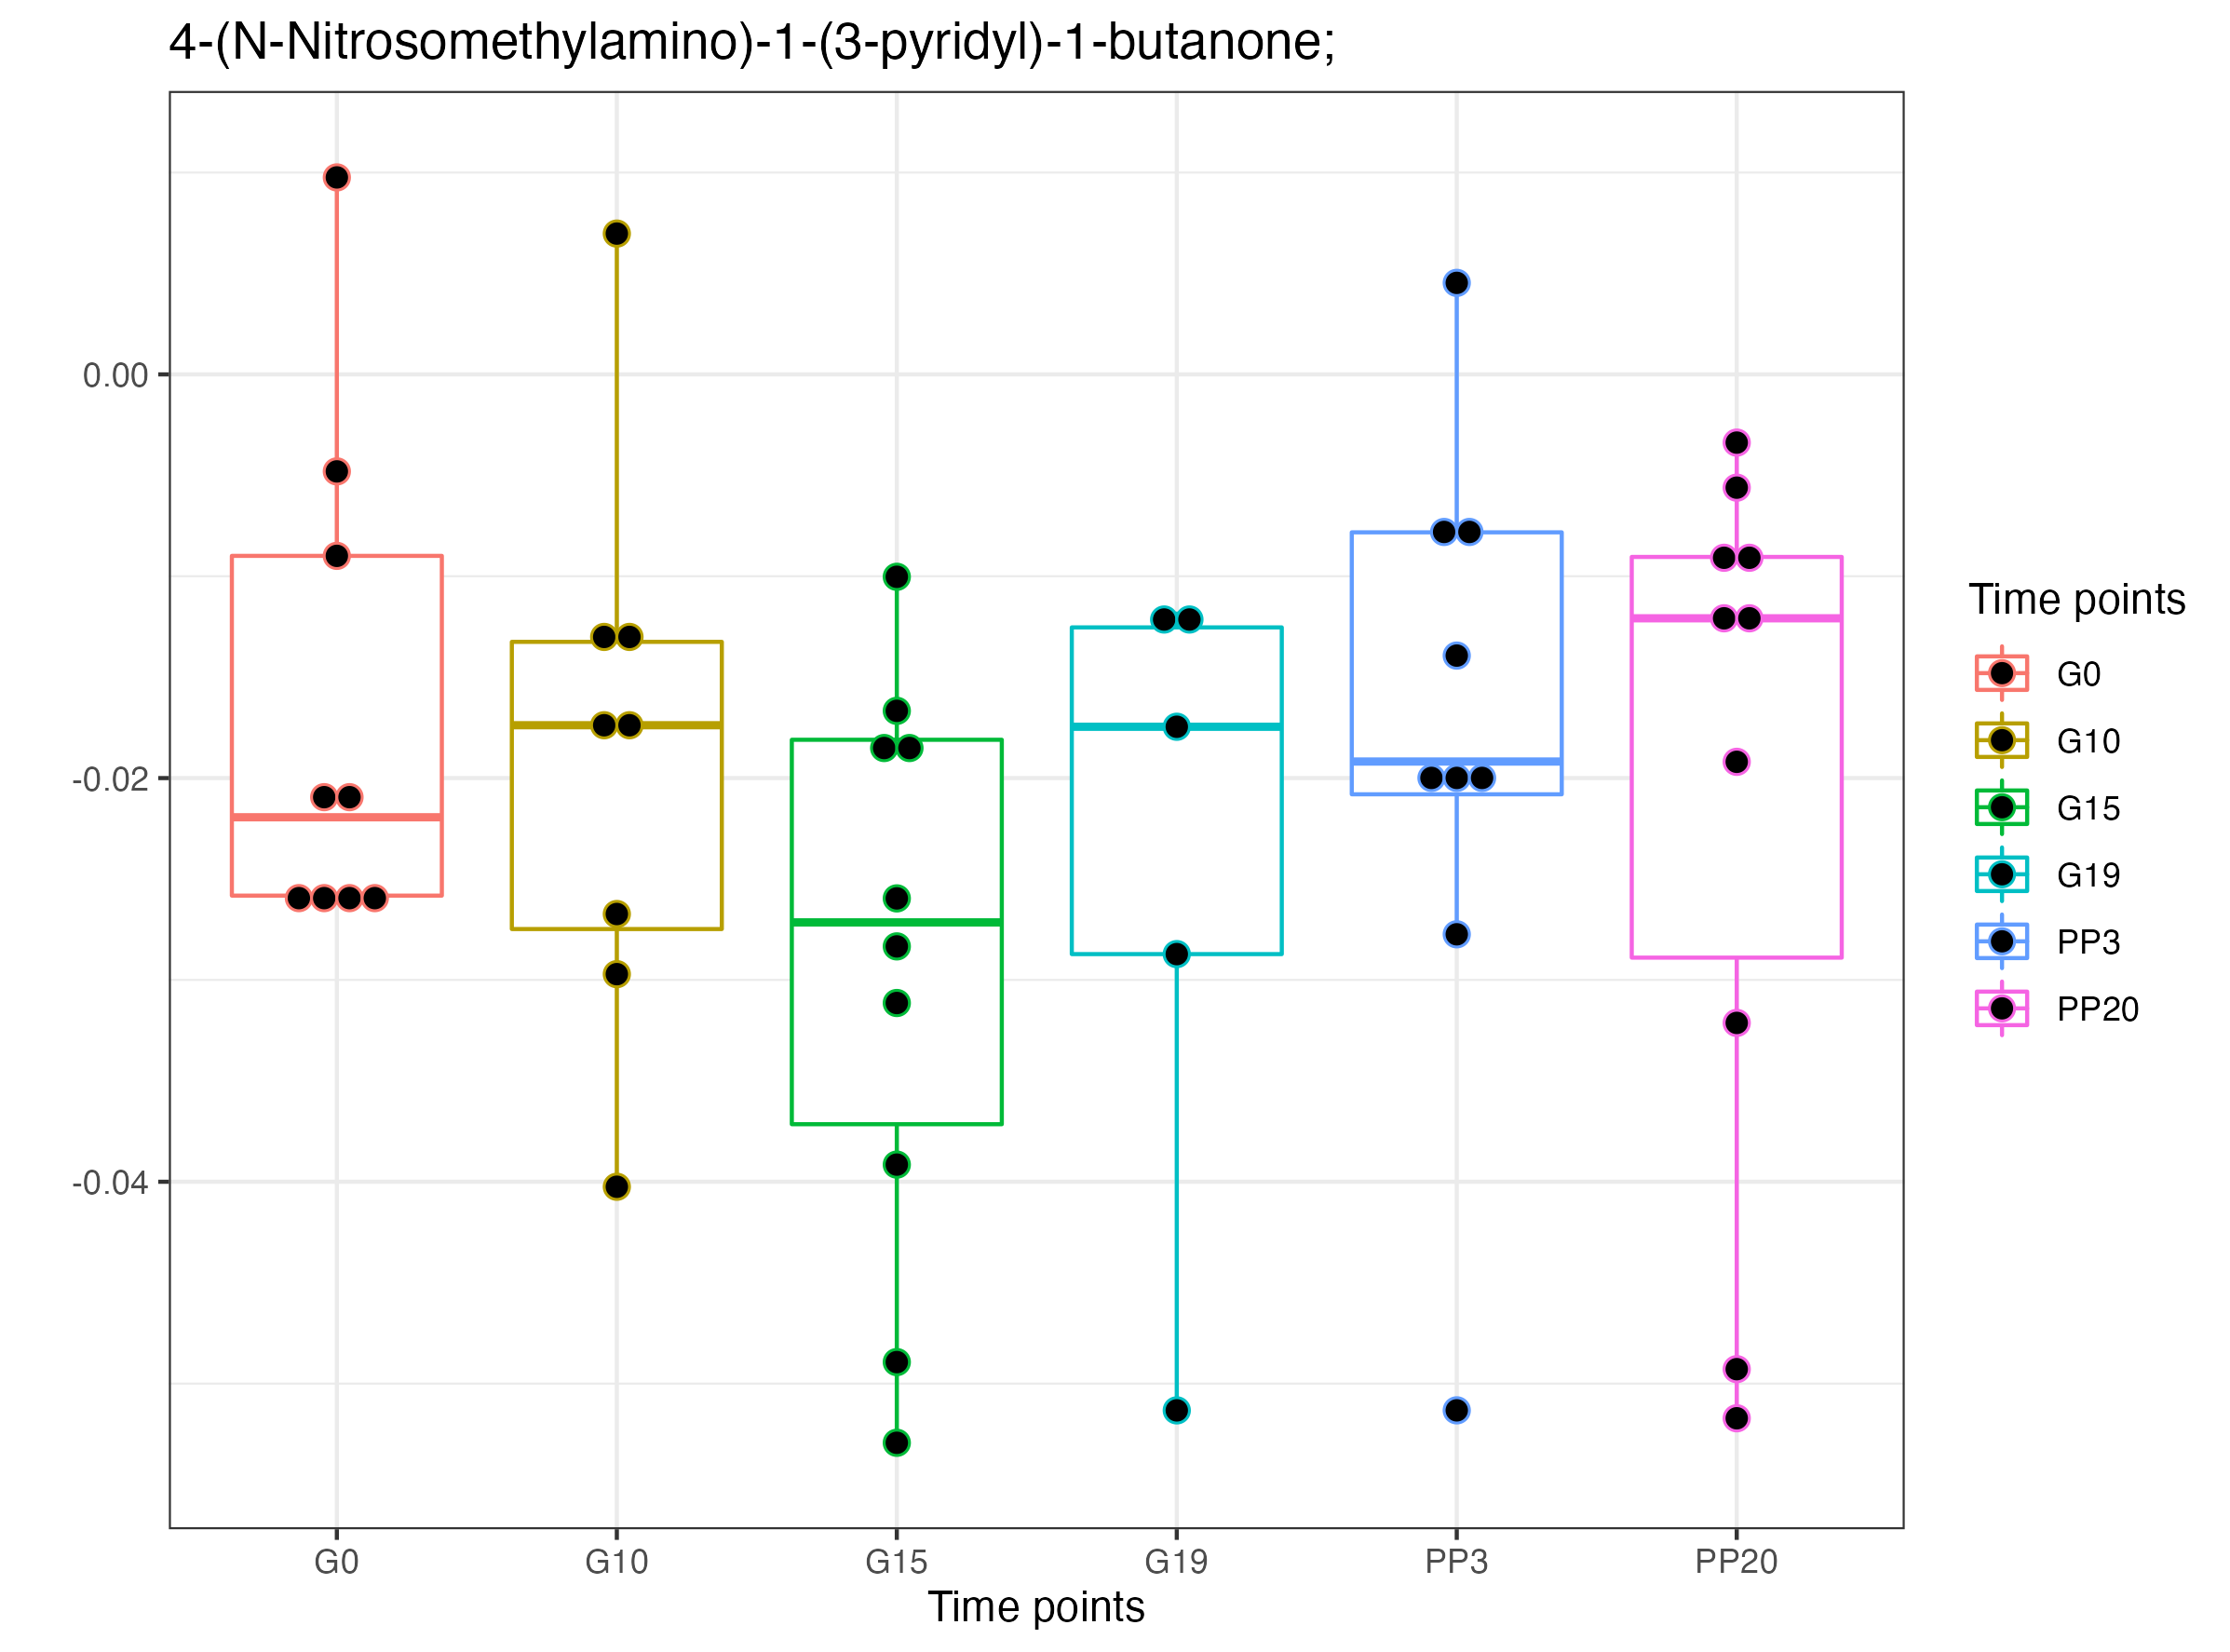 4-(N-Nitrosomethylamino)-1-(3-pyridyl)-1-butanone;
0.00
-0.02
-0.04
G0
G10
G15
G19
PP3
PP20
Time points
Time points
G0
G10
G15
G19
PP3
PP20